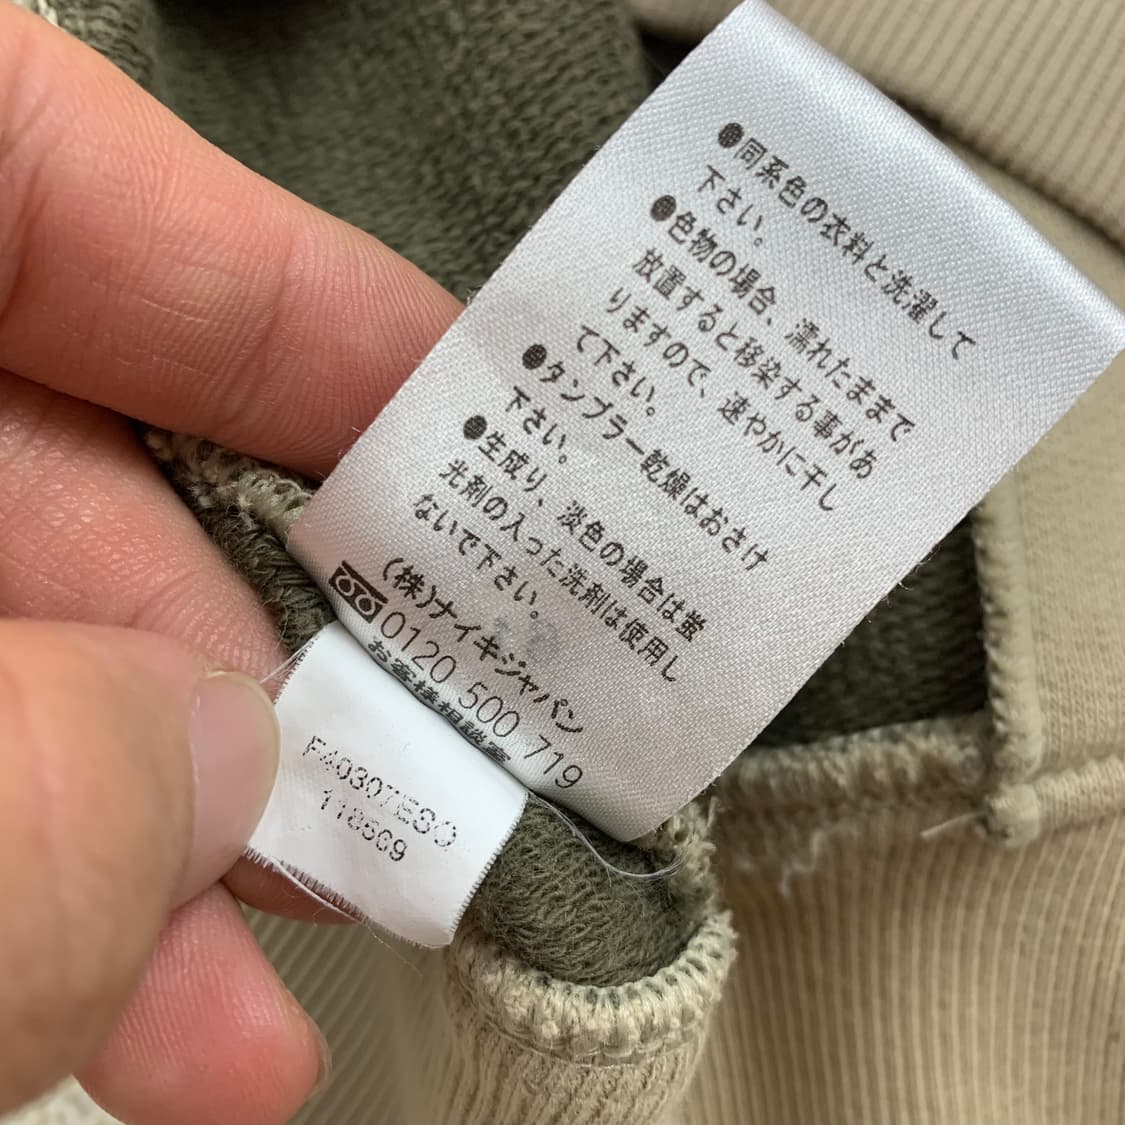 ●同系色の衣料と洗濯して
下さい。
●色物の場合、濡れたままで
放置すると移染する事があ
りますので、速やかに干し
て下さい。
●タンブラー乾燥はおさけ
下さい。
●生成り、淡色の場合は蛍
光剤の入った洗剤は使用し
ないで下さい。
(株)ナイキジャパン
0120 500 719
お客様相談室
F40307ESO
118569